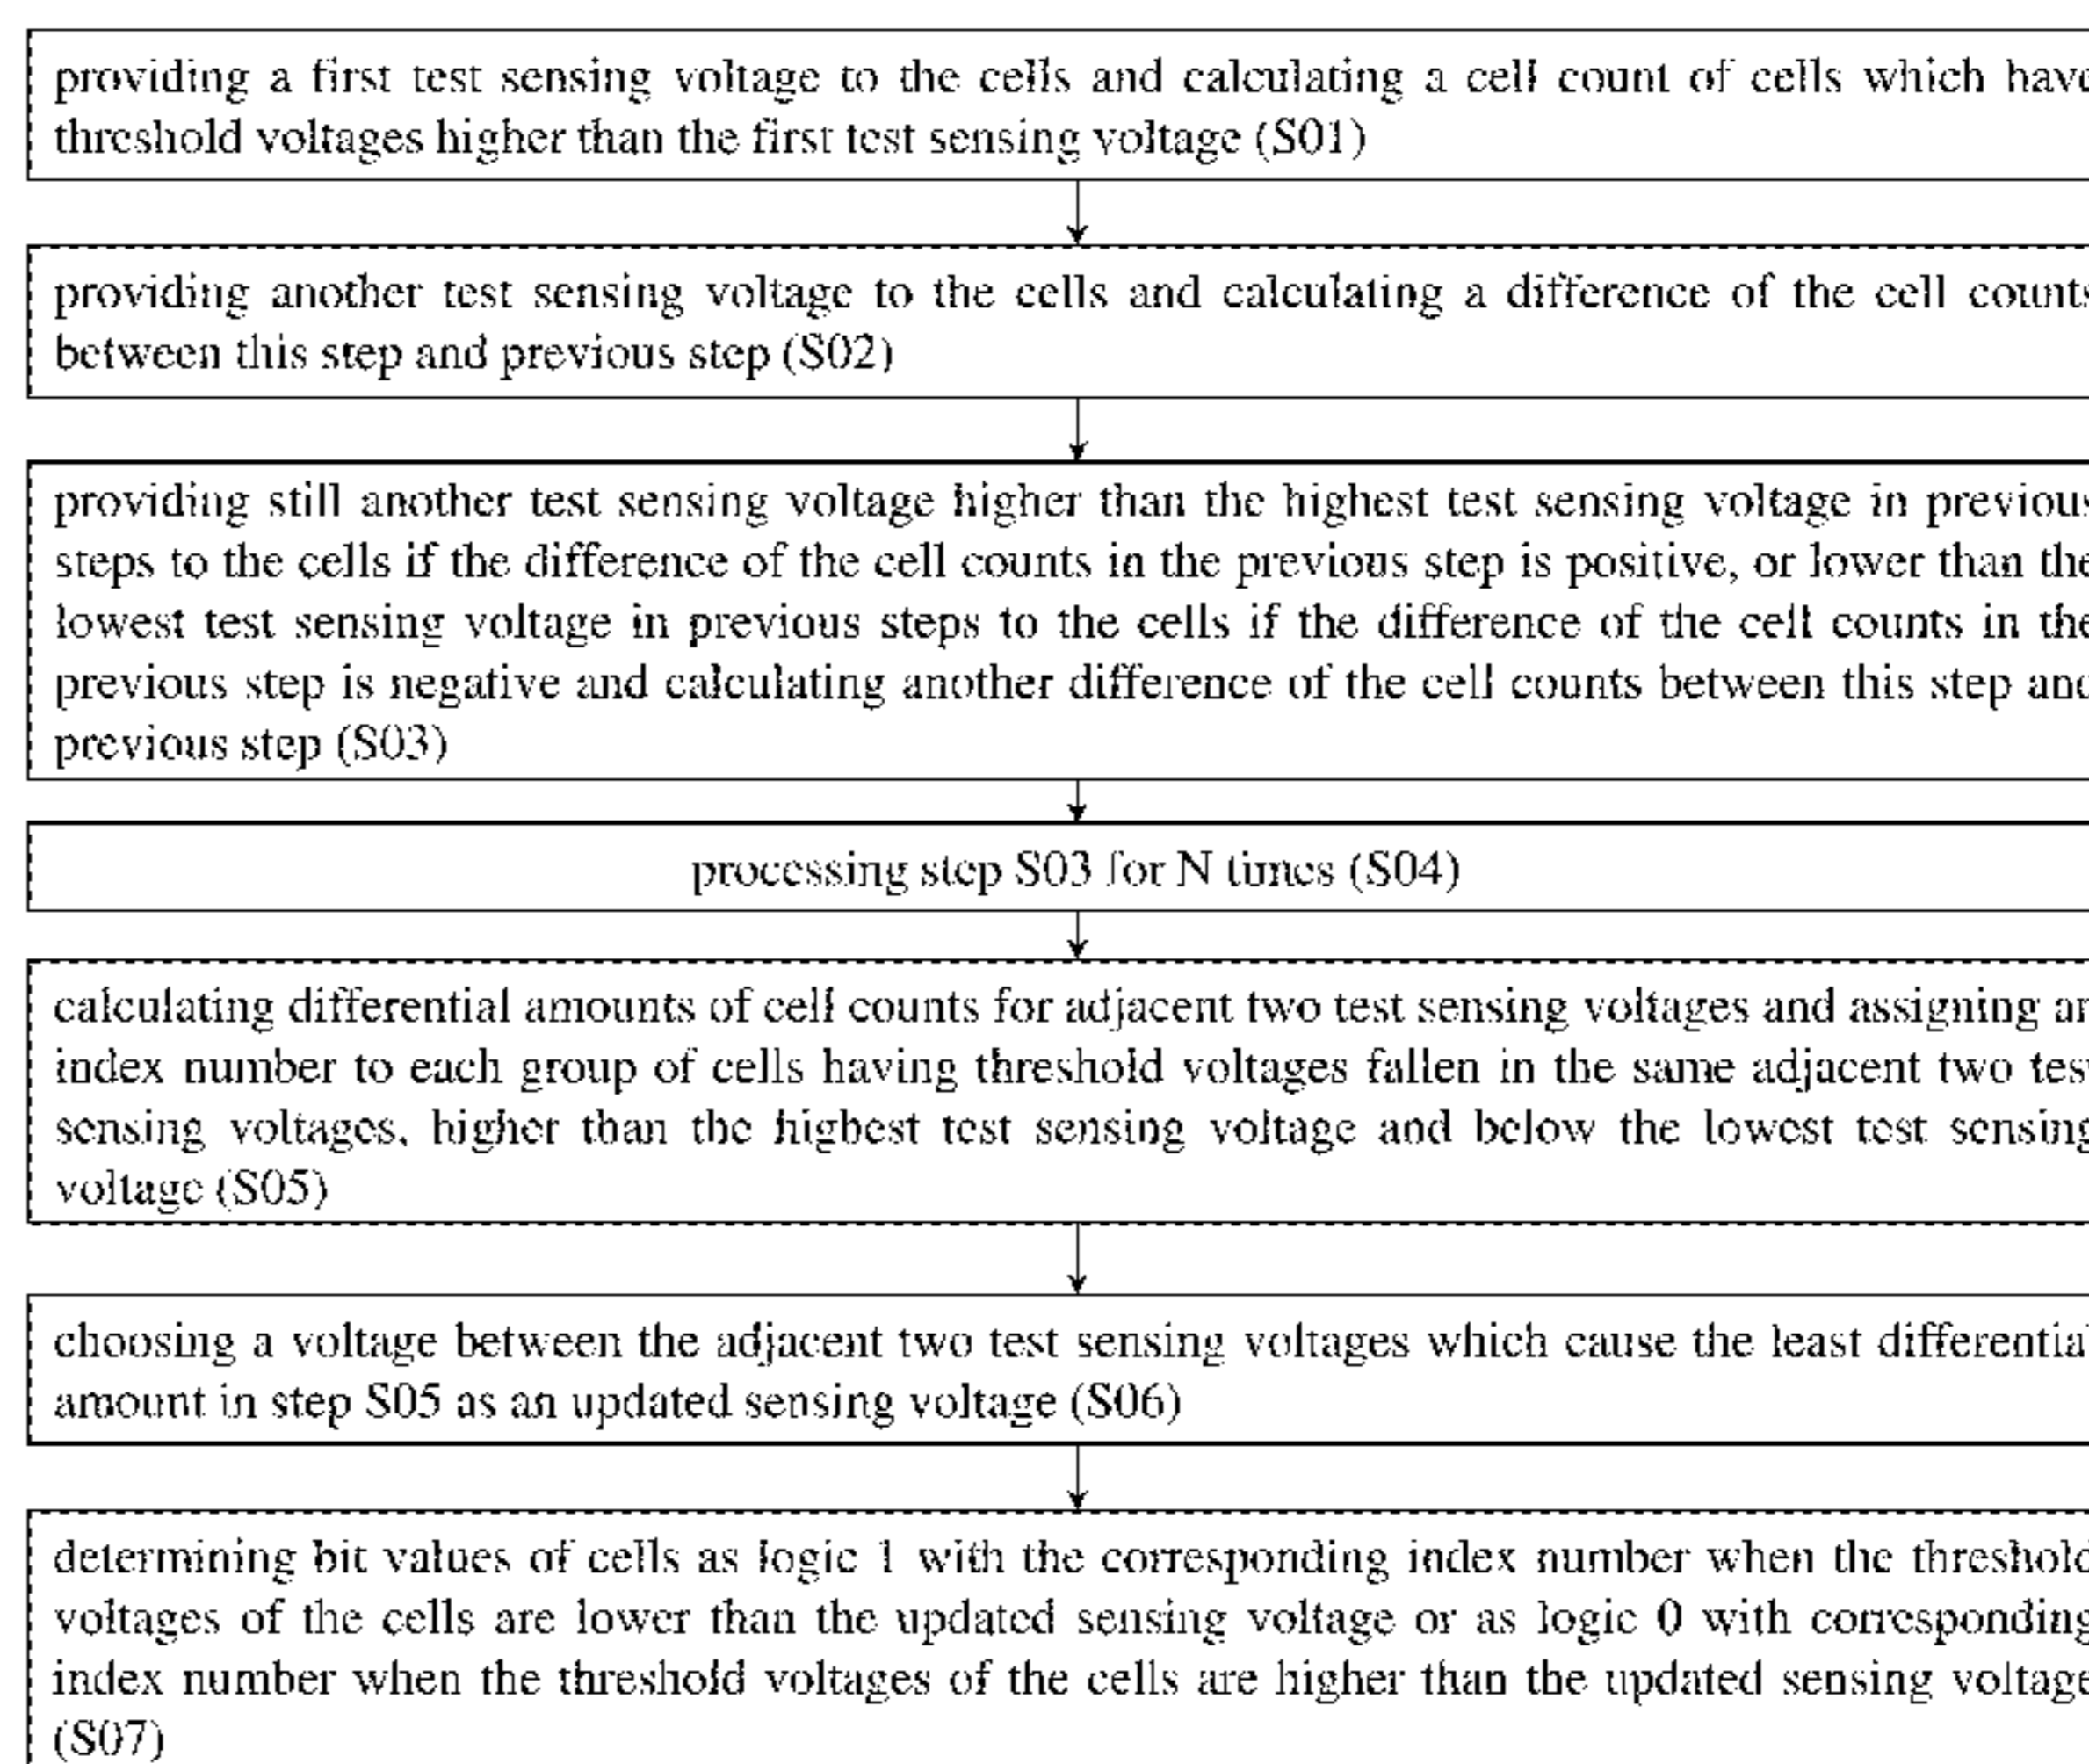 providing a first test sensing voltage to the cells and calculating a cell count of cells which have
threshold voltages higher than the first test sensing voltage (S01)
providing another test sensing voltage to the cells and calculating a difference of the cell counts
between this step and previous step (S02)
providing still another test sensing voltage higher than the highest test sensing voltage in previous
steps to the cells if the difference of the cell counts in the previous step is positive, or lower than the
lowest test sensing voltage in previous steps to the cells if the difference of the cell counts in the
previous step is negative and calculating another difference of the cell counts between this step and
previous step (S03)
processing step S03 for N times (S04)
calculating differential amounts of cell counts for adjacent two test sensing voltages and assigning an
index number to each group of cells having threshold voltages fallen in the same adjacent two test
sensing voltages, higher than the highest test sensing voltage and below the lowest test sensing
voltage (S05)
choosing a voltage between the adjacent two test sensing voltages which cause the least differential
amount in step S05 as an updated sensing voltage (S06)
determining bit values of cells as logic 1 with the corresponding index number when the threshold
voltages of the cells are lower than the updated sensing voltage or as logic 0 with corresponding
index number when the threshold voltages of the cells are higher than the updated sensing voltage
(S07)